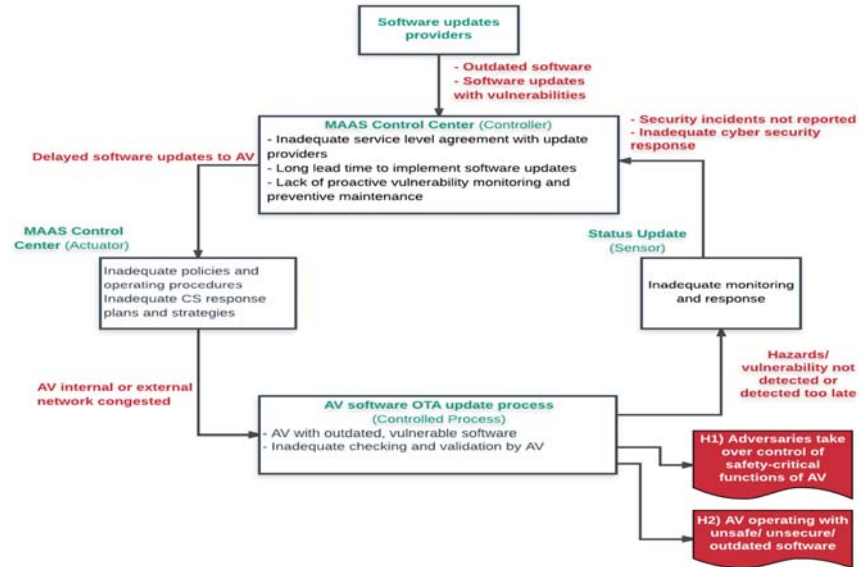 Software updates
providers
- Outdated software
- Software updates
with vulnerabilities
MAAS Control Center (Controller)
- Inadequate service level agreement with update
providers
- Long lead time to implement software updates
- Lack of proactive vulnerability monitoring and
preventive maintenance
- Security incidents not reported
- Inadequate cyber security
response
Delayed software updates to AV
MAAS Control
Center (Actuator)
Inadequate policies and
operating procedures
Inadequate CS response
plans and strategies
Status Update
(Sensor)
Inadequate monitoring
and response
AV internal or external
network congested
Hazards/
vulnerability not
detected or
detected too late
AV software OTA update process
(Controlled Process)
- AV with outdated, vulnerable software
- Inadequate checking and validation by AV
H1) Adversaries take
over control of
safety-critical
functions of AV
H2) AV operating with
unsafe/ unsecure/
outdated software